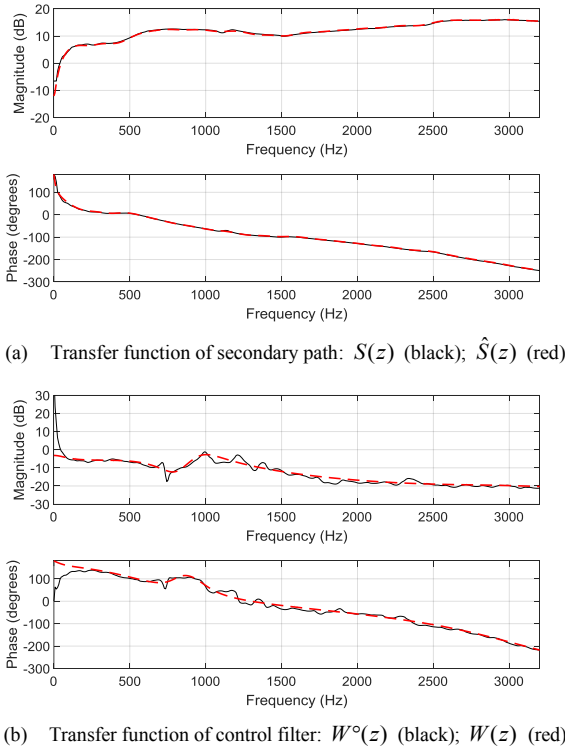 20
10
0
-10
-20
Magnitude (dB)
0 500 1000 1500 2000 2500 3000
Frequency (Hz)
100
0
-100
-200
-300
Phase (degrees)
0 500 1000 1500 2000 2500 3000
Frequency (Hz)
(a) Transfer function of secondary path: S(z) (black); Ŝ(z) (red)
30
20
10
0
-10
-20
-30
Magnitude (dB)
0 500 1000 1500 2000 2500 3000
Frequency (Hz)
100
0
-100
-200
-300
Phase (degrees)
0 500 1000 1500 2000 2500 3000
Frequency (Hz)
(b) Transfer function of control filter: W°(z) (black); W(z) (red)